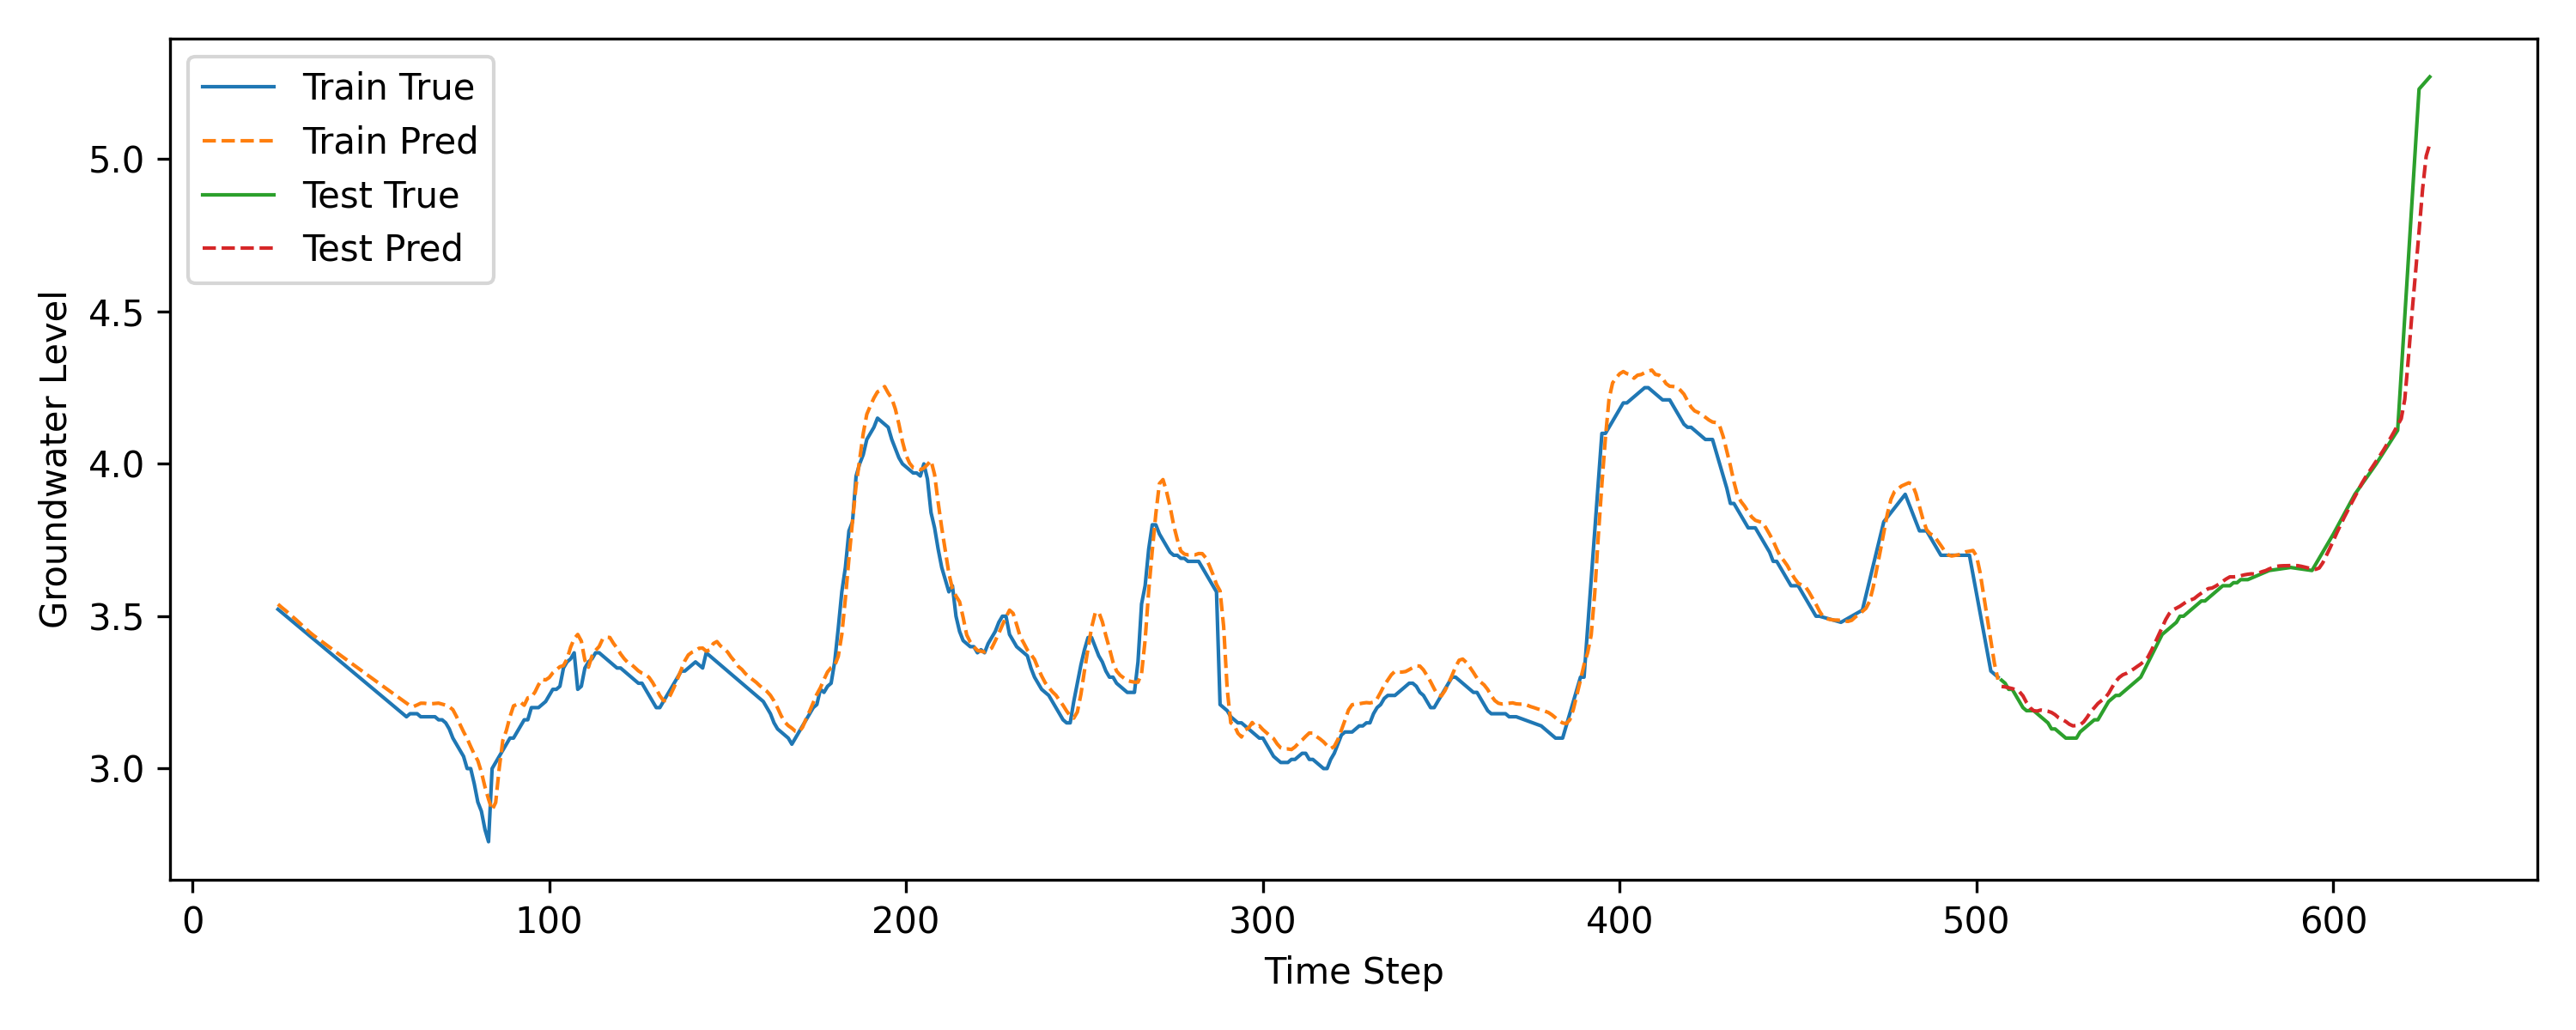 Train True
Train Pred
Test True
Test Pred
5.0
4.5
4.0
3.5
3.0
Groundwater Level
0 100 200 300 400 500 600
Time Step